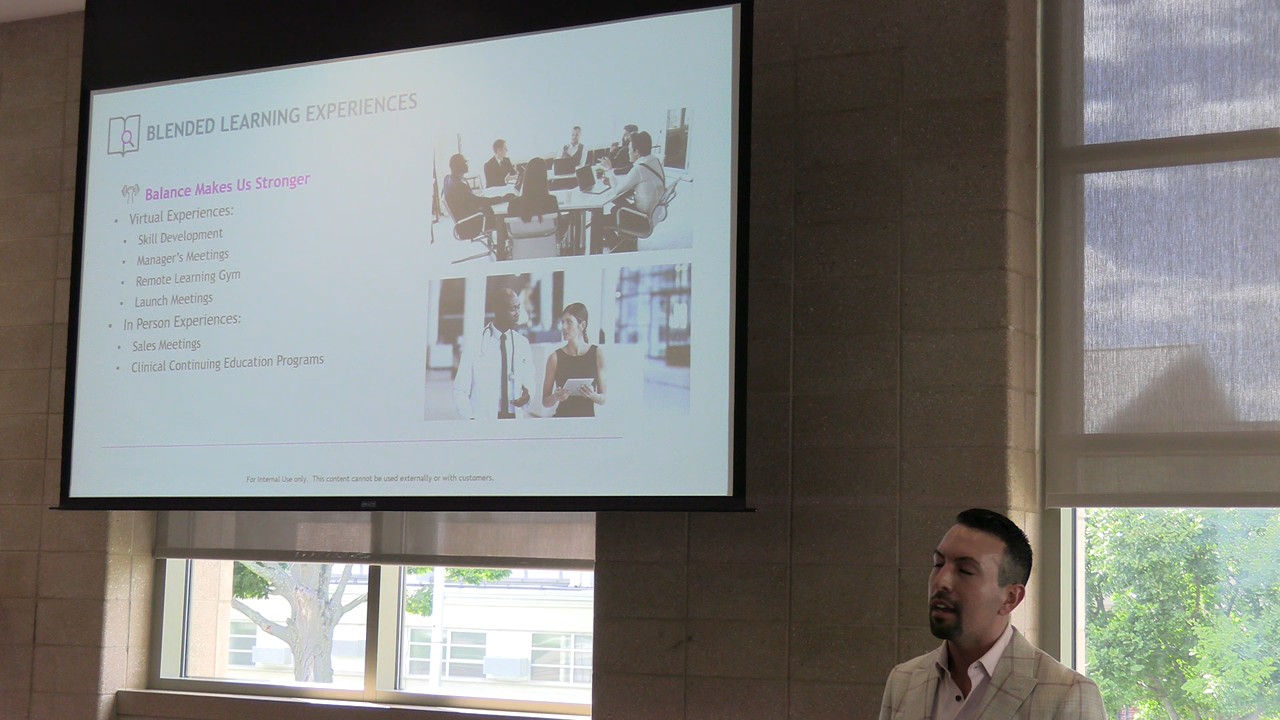 BLENDED LEARNING EXPERIENCES
Balance Makes Us Stronger
• Virtual Experiences:
• Skill Development
• Manager's Meetings
• Remote Learning Gym
• Launch Meetings
• In Person Experiences:
• Sales Meetings
• Clinical Continuing Education Programs
For Internal Use only. This content cannot be used externally or with customers.